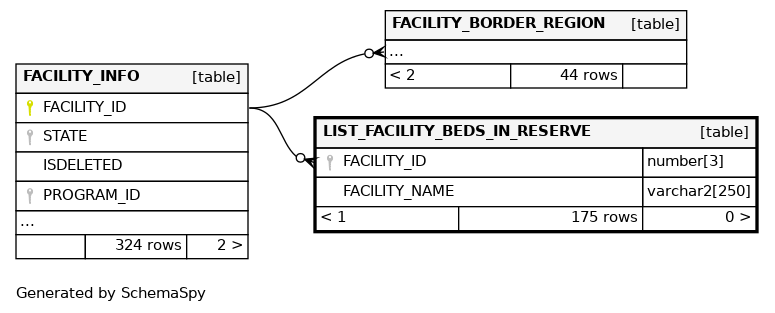 FACILITY_BORDER_REGION [table]
...
< 2 44 rows
FACILITY_INFO [table]
FACILITY_ID
STATE
ISDELETED
PROGRAM_ID
...
324 rows 2 >
LIST_FACILITY_BEDS_IN_RESERVE [table]
FACILITY_ID number[3]
FACILITY_NAME varchar2[250]
< 1 175 rows 0 >
Generated by SchemaSpy